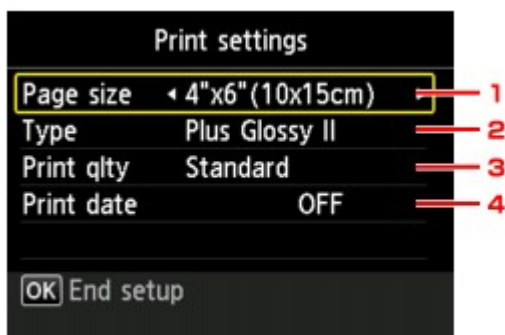 Print settings
Page size 4"x6"(10x15cm) 1
Type Plus Glossy II 2
Print qlty Standard 3
Print date OFF 4
OK End setup